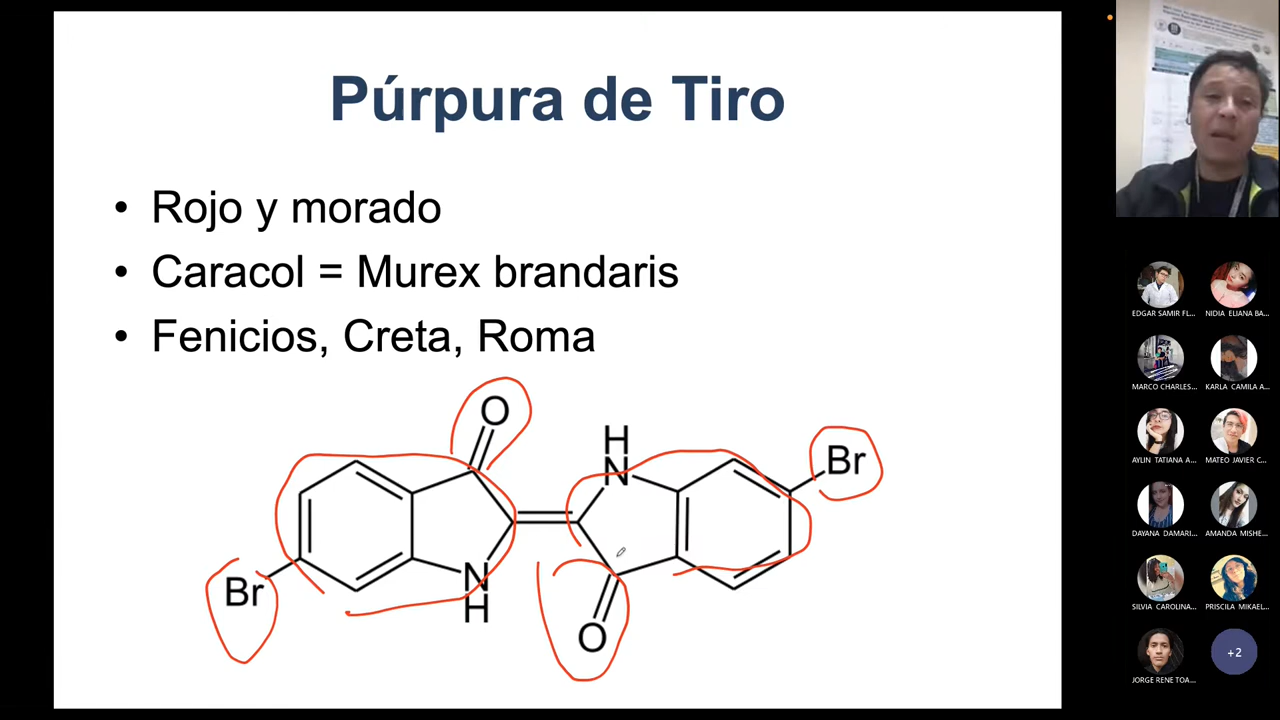 Púrpura de Tiro
• Rojo y morado
• Caracol = Murex brandaris
• Fenicios, Creta, Roma
O
H
N
Br
Br
N
H
O
EDGAR SAMIR FL...
NIDIA ELIANA BA...
MARCO CHARLES...
KARLA CAMILA A...
AYLIN TATIANA A...
MATEO JAVIER C...
DAYANA DAMARI...
AMANDA MISHE...
SILVIA CAROLINA...
PRISCILA MIKAEL...
JORGE RENE TOA...
+2